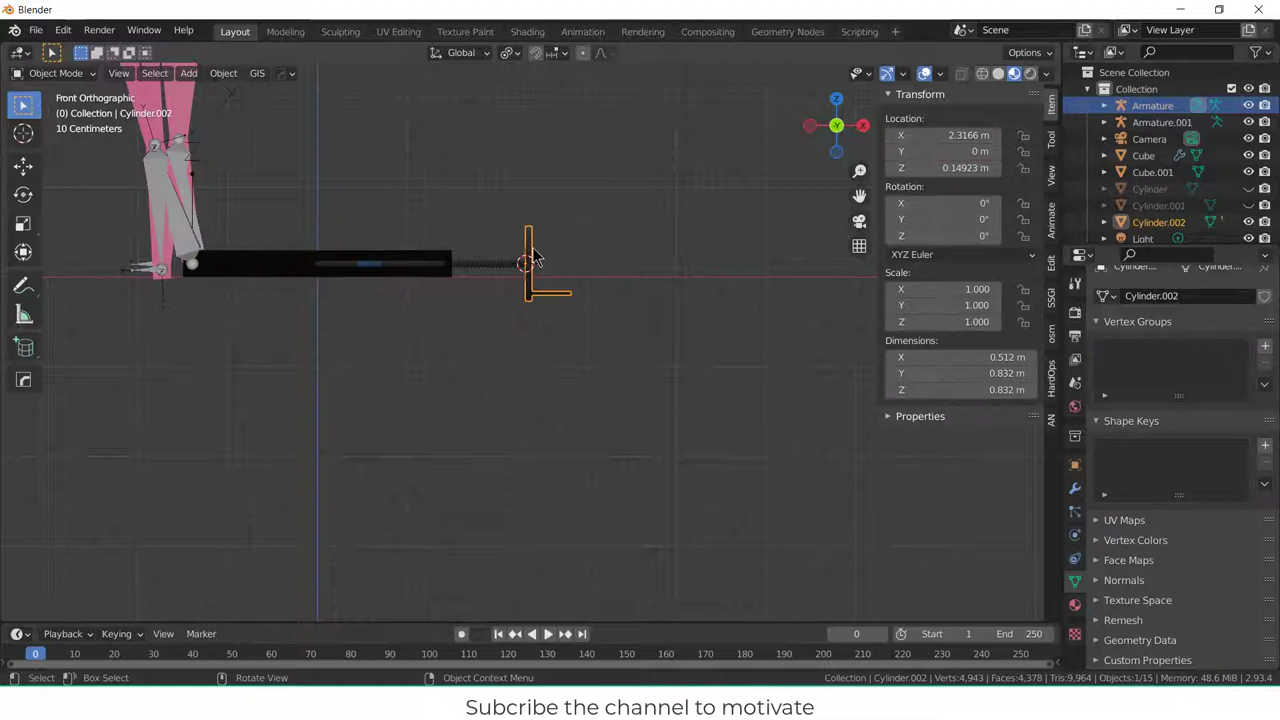 Blender
File Edit Render Window Help Layout Modeling Sculpting UV Editing Texture Paint Shading Animation Rendering Compositing Geometry Nodes Scripting + Scene View Layer
Global Options
Object Mode View Select Add Object GIS
Front Orthographic
(0) Collection | Cylinder.002
10 Centimeters
Z
X
-Y
Transform
Location:
X 2.3166 m
Y 0 m
Z 0.14923 m
Rotation:
X 0°
Y 0°
Z 0°
XYZ Euler
Scale:
X 1.000
Y 1.000
Z 1.000
Dimensions:
X 0.512 m
Y 0.832 m
Z 0.832 m
Properties
Item
Tool
View
Animate
SSGI
osm
HardOps
AN
Scene Collection
Collection
Armature
Armature.001
Camera
Cube
Cube.001
Cylinder
Cylinder.001
Cylinder.002
Light
Cylinder.002
Vertex Groups
Shape Keys
UV Maps
Vertex Colors
Face Maps
Normals
Texture Space
Remesh
Geometry Data
Custom Properties
Playback Keying View Marker 0 Start 1 End 250
0 10 20 30 40 50 60 70 80 90 100 110 120 130 140 150 160 170 180 190 200 210 220 230 240 250
Select Box Select Rotate View Object Context Menu Collection | Cylinder.002 | Verts:4,943 | Faces:4,378 | Tris:9,964 | Objects:1/15 | Memory: 48.6 MiB | 2.93.4
Subcribe the channel to motivate